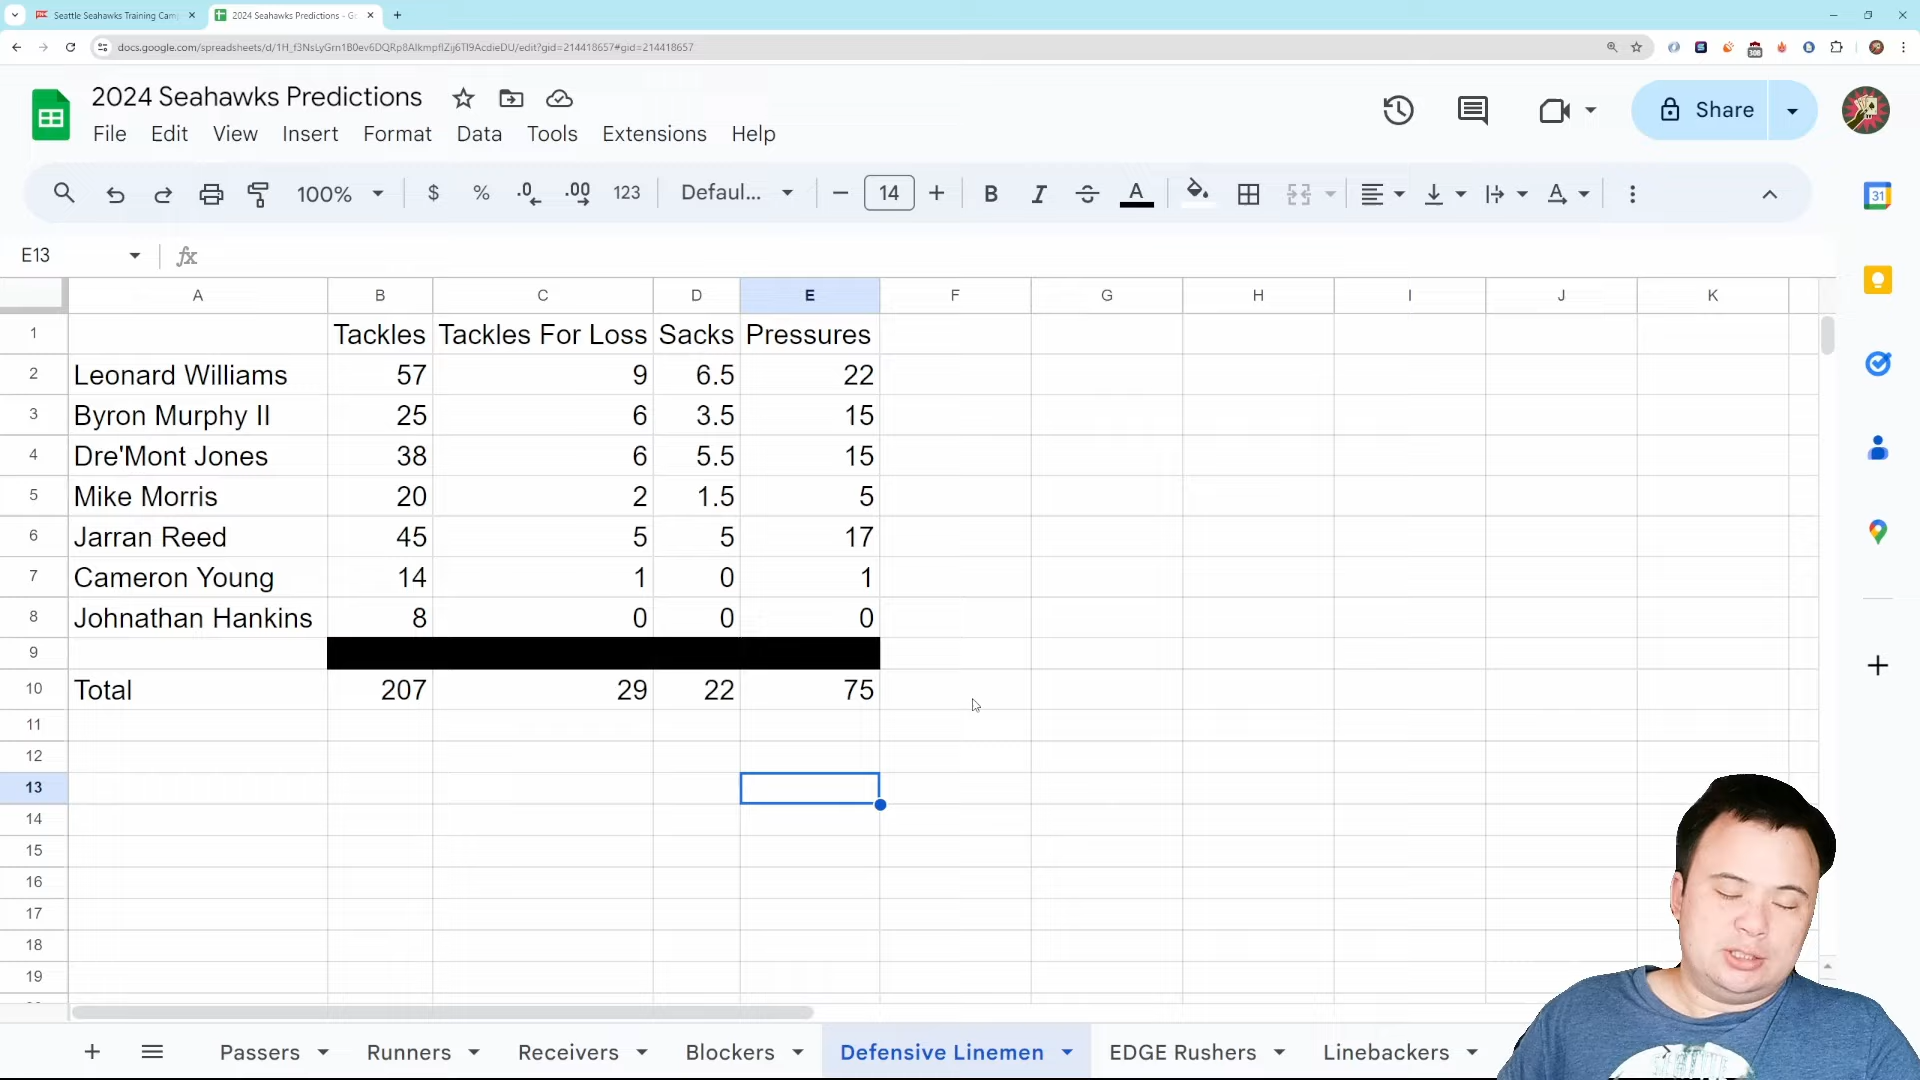 Seattle Seahawks Training Cam
2024 Seahawks Predictions - Go
docs.google.com/spreadsheets/d/1H_f3NsLyGrn1B0ev6DQRp8AlkmpflZij6Tl9AcdieDU/edit?gid=214418657#gid=214418657
2024 Seahawks Predictions
Share
File Edit View Insert Format Data Tools Extensions Help
100% $ % .0 .00 123 Defaul... 14 B I A A
31
E13 fx
A B C D E F G H I J K
1 Tackles Tackles For Loss Sacks Pressures
2 Leonard Williams 57 9 6.5 22
3 Byron Murphy II 25 6 3.5 15
4 Dre'Mont Jones 38 6 5.5 15
5 Mike Morris 20 2 1.5 5
6 Jarran Reed 45 5 5 17
7 Cameron Young 14 1 0 1
8 Johnathan Hankins 8 0 0 0
9
10 Total 207 29 22 75
11
12
13
14
15
16
17
18
19
Passers Runners Receivers Blockers Defensive Linemen EDGE Rushers Linebackers